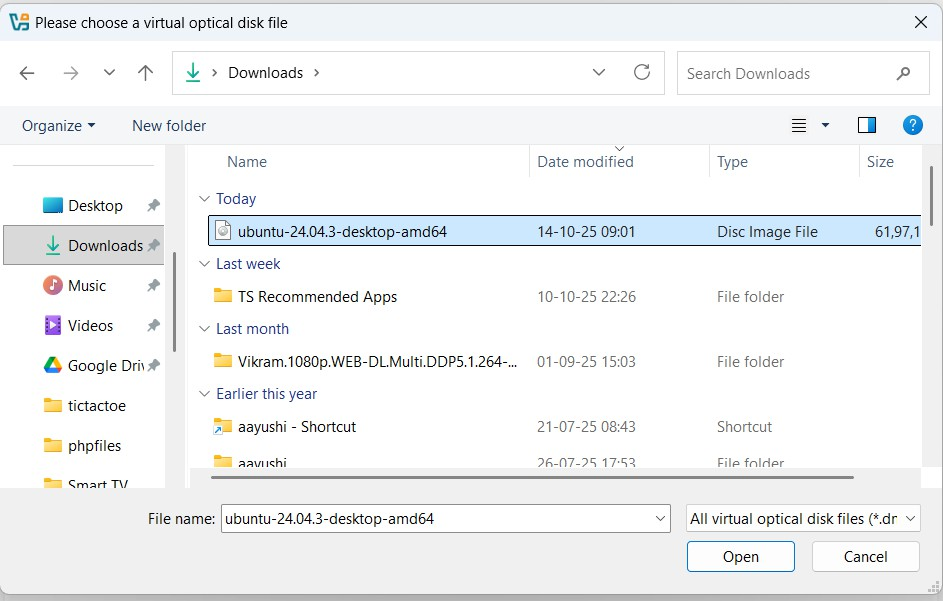 Please choose a virtual optical disk file
Downloads
Search Downloads
Organize
New folder
Name
Date modified
Type
Size
Desktop
Downloads
Music
Videos
Google Driv
tictactoe
phpfiles
Smart TV
Today
ubuntu-24.04.3-desktop-amd64 14-10-25 09:01 Disc Image File 61,97,1
Last week
TS Recommended Apps 10-10-25 22:26 File folder
Last month
Vikram.1080p.WEB-DL.Multi.DDP5.1.264-... 01-09-25 15:03 File folder
Earlier this year
aayushi - Shortcut 21-07-25 08:43 Shortcut
aayushi 26-07-25 17:53 File folder
File name: ubuntu-24.04.3-desktop-amd64
All virtual optical disk files (*.dm
Open
Cancel